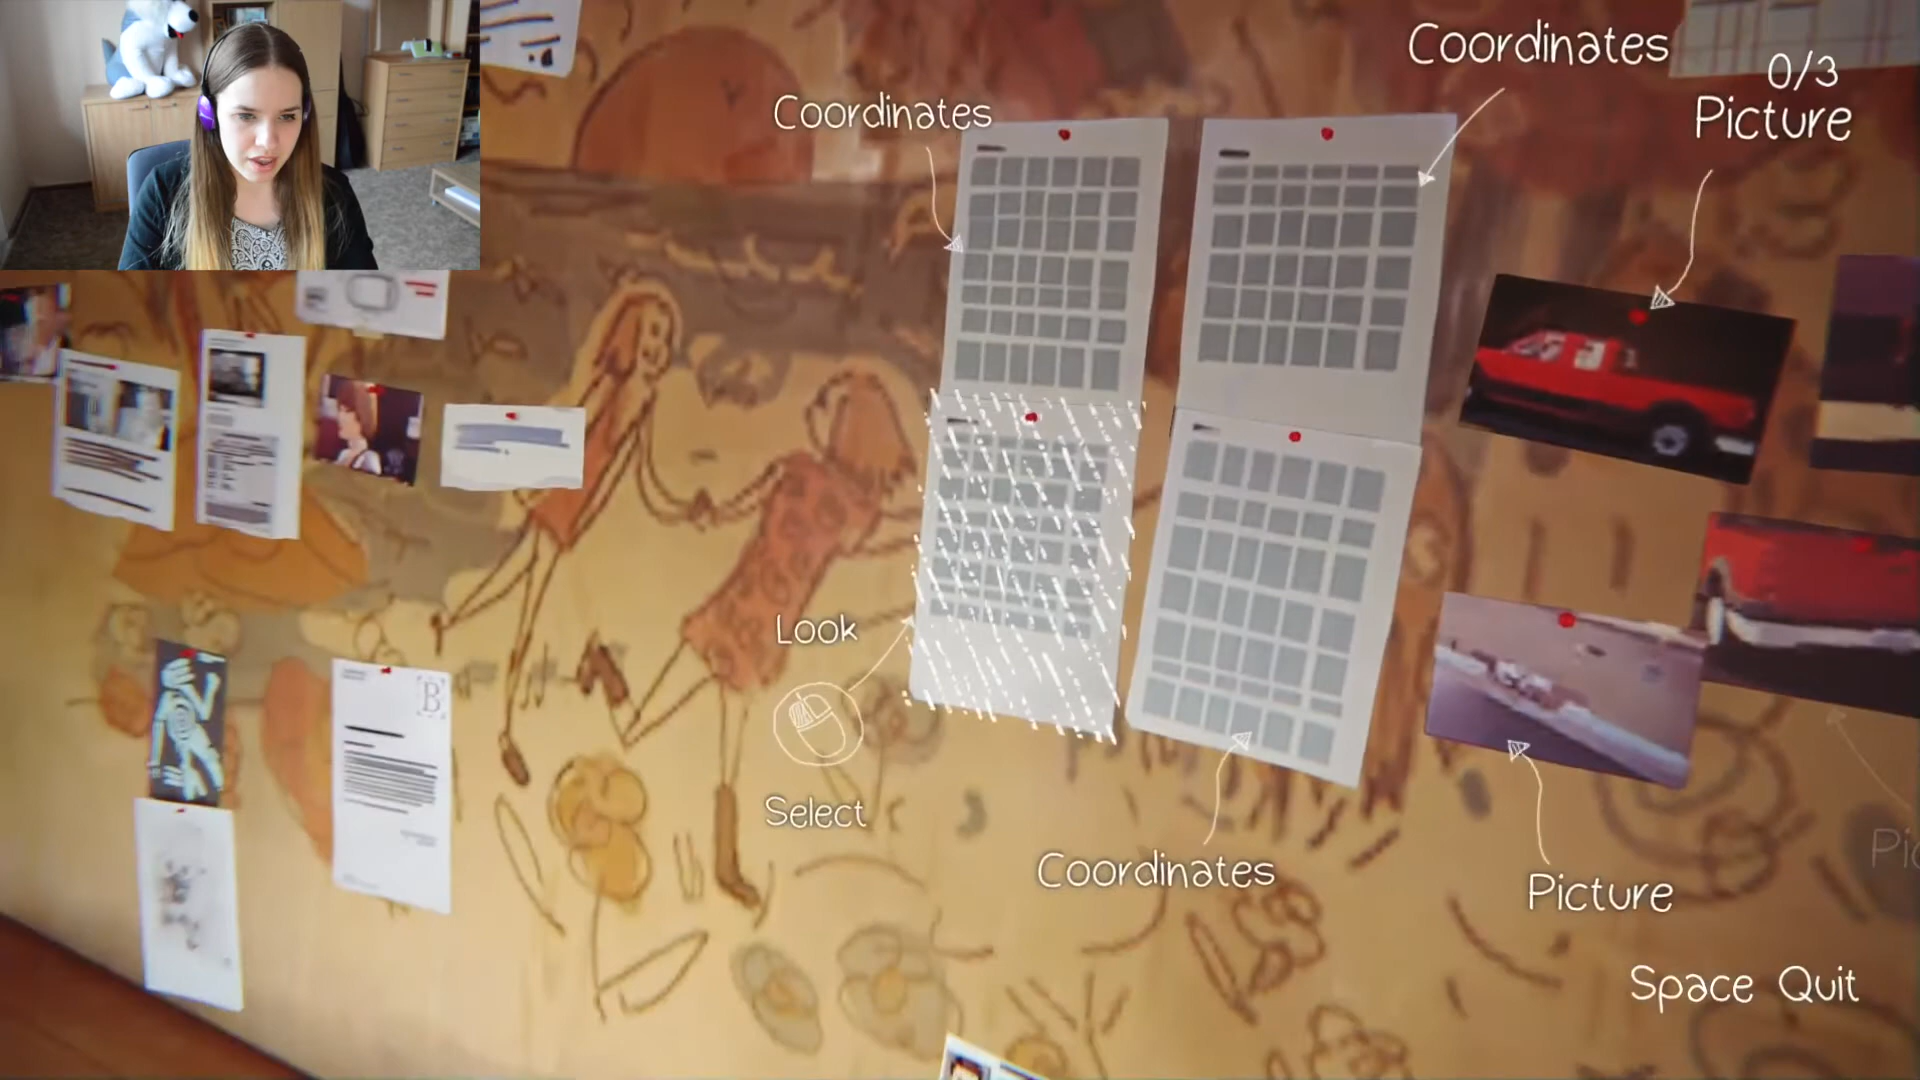 Coordinates
0/3
Picture
Coordinates
B
Look
Select
Coordinates
Picture
Space Quit